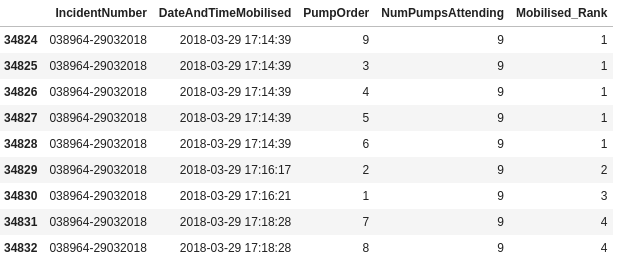 IncidentNumber DateAndTimeMobilised PumpOrder NumPumpsAttending Mobilised_Rank
34824 038964-29032018 2018-03-29 17:14:39 9 9 1
34825 038964-29032018 2018-03-29 17:14:39 3 9 1
34826 038964-29032018 2018-03-29 17:14:39 4 9 1
34827 038964-29032018 2018-03-29 17:14:39 5 9 1
34828 038964-29032018 2018-03-29 17:14:39 6 9 1
34829 038964-29032018 2018-03-29 17:16:17 2 9 2
34830 038964-29032018 2018-03-29 17:16:21 1 9 3
34831 038964-29032018 2018-03-29 17:18:28 7 9 4
34832 038964-29032018 2018-03-29 17:18:28 8 9 4